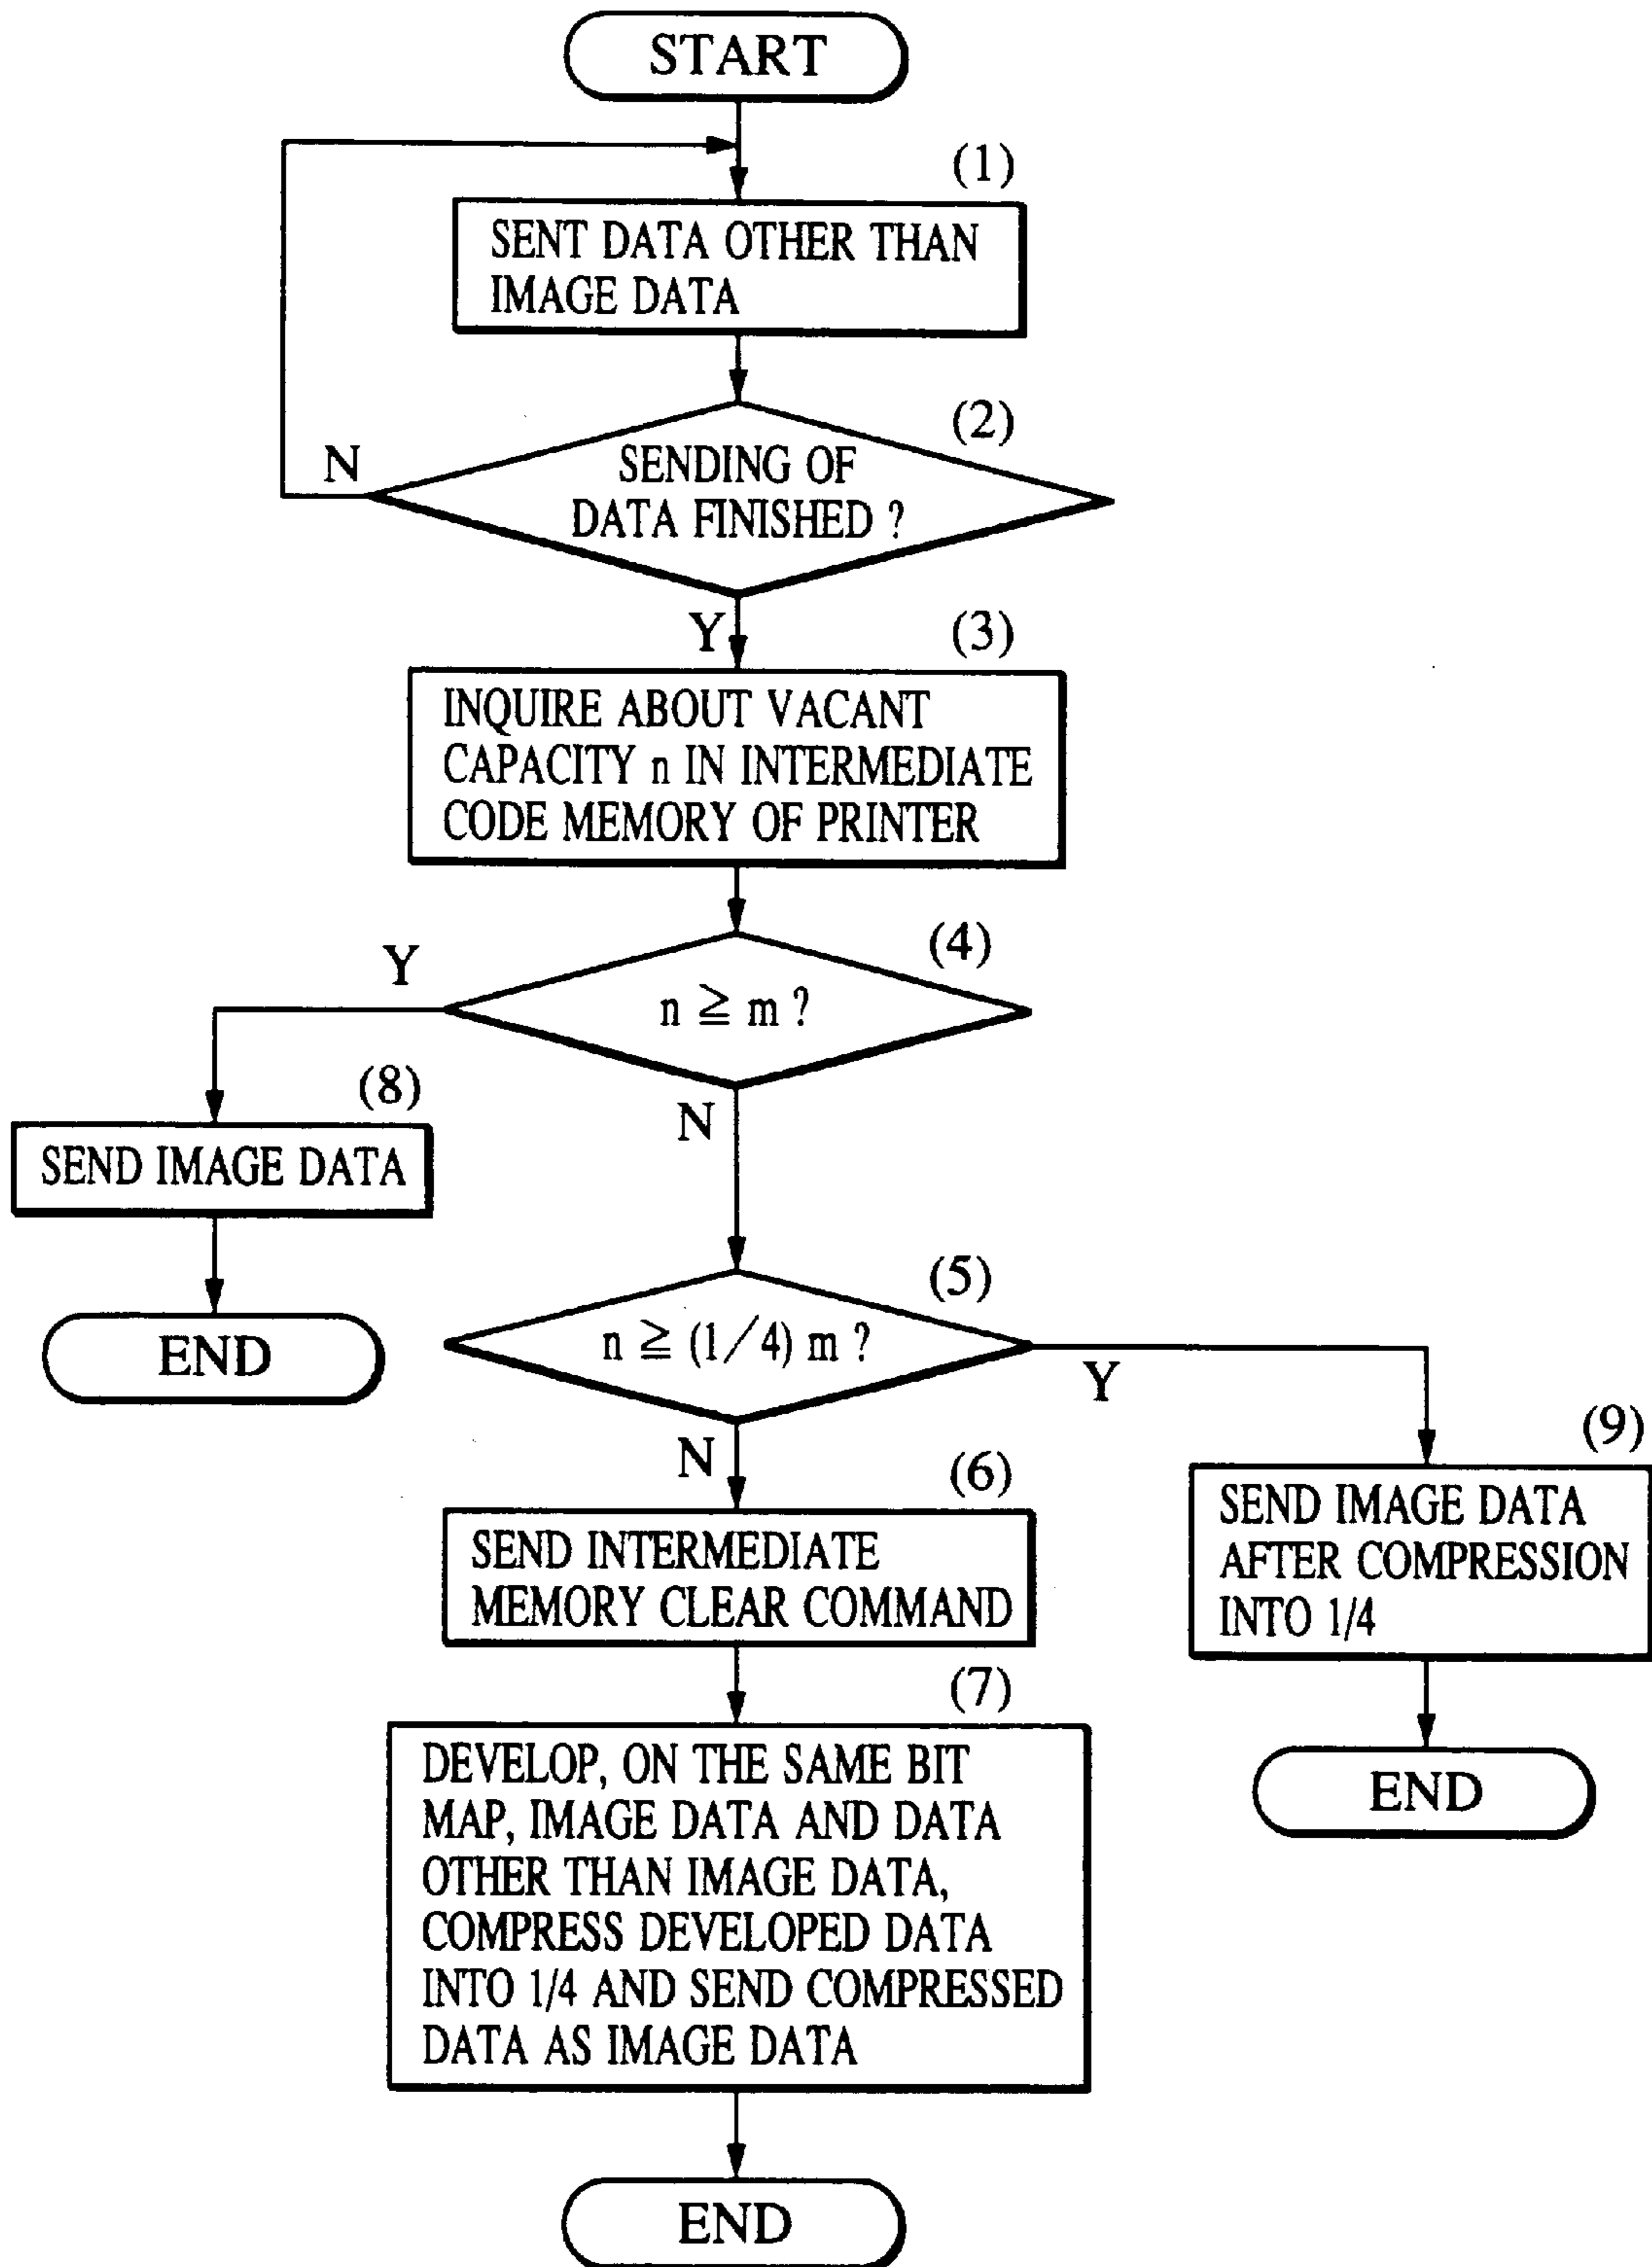 START
(1)
SENT DATA OTHER THAN
IMAGE DATA
(2)
SENDING OF
DATA FINISHED ?
N
Y
(3)
INQUIRE ABOUT VACANT
CAPACITY n IN INTERMEDIATE
CODE MEMORY OF PRINTER
(4)
n ≧ m ?
Y
N
(8)
SEND IMAGE DATA
END
(5)
n ≧ (1/4) m ?
Y
N
(9)
SEND IMAGE DATA
AFTER COMPRESSION
INTO 1/4
END
(6)
SEND INTERMEDIATE
MEMORY CLEAR COMMAND
(7)
DEVELOP, ON THE SAME BIT
MAP, IMAGE DATA AND DATA
OTHER THAN IMAGE DATA,
COMPRESS DEVELOPED DATA
INTO 1/4 AND SEND COMPRESSED
DATA AS IMAGE DATA
END